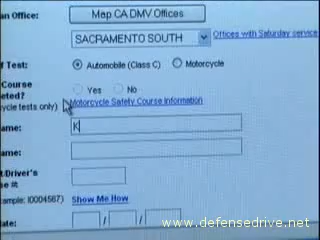 an Office: Map CA DMV Offices
SACRAMENTO SOUTH Offices with Saturday service
f Test: Automobile (Class C) Motorcycle
Course Yes No
eted?
cycle tests only) Motorcycle Safety Course Information
ame: K
ame:
t Driver's
se #:
xample: I0004567) Show Me How
ate: / /
www.defensedrive.net